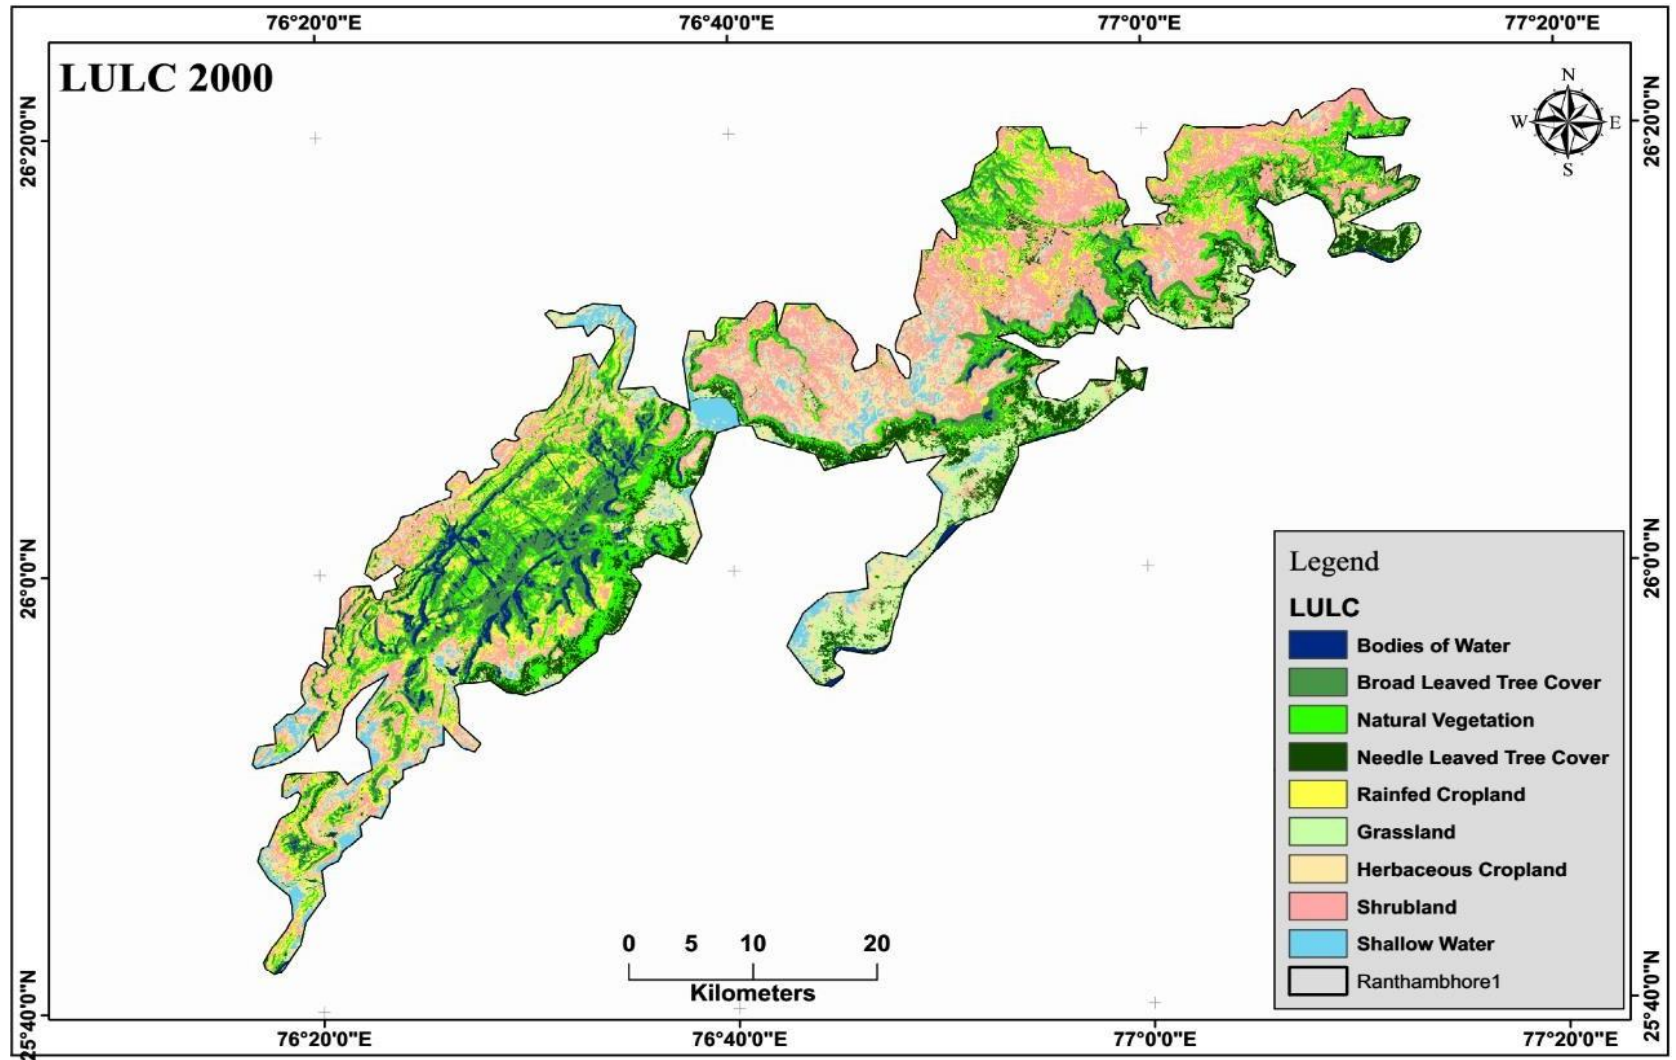 76°20'0"E 76°40'0"E 77°0'0"E 77°20'0"E
LULC 2000
N
W E
S
26°20'0"N
26°20'0"N
26°0'0"N
26°0'0"N
Legend
LULC
Bodies of Water
Broad Leaved Tree Cover
Natural Vegetation
Needle Leaved Tree Cover
Rainfed Cropland
Grassland
Herbaceous Cropland
Shrubland
Shallow Water
Ranthambhore1
0 5 10 20
Kilometers
25°40'0"N
25°40'0"N
76°20'0"E 76°40'0"E 77°0'0"E 77°20'0"E